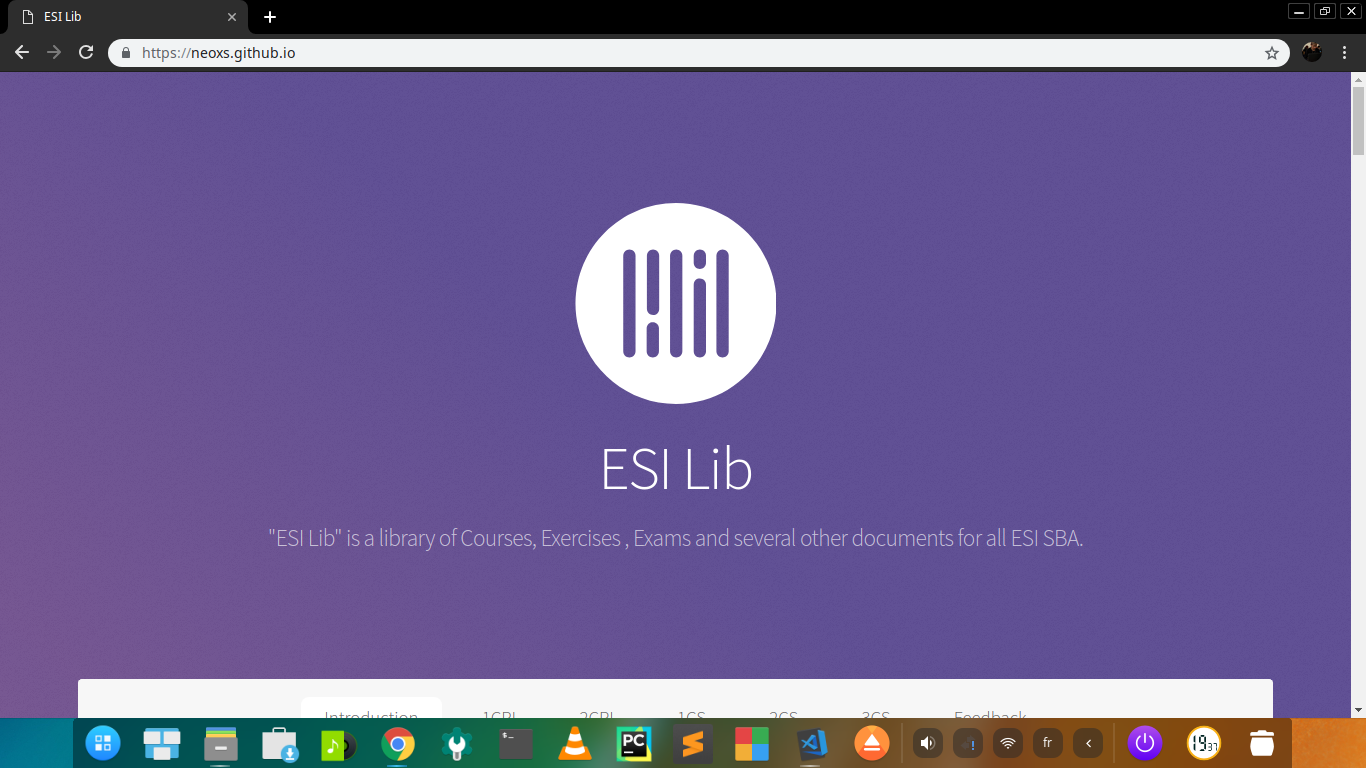 ESI Lib
https://neoxs.github.io
ESI Lib
"ESI Lib" is a library of Courses, Exercises , Exams and several other documents for all ESI SBA.
Introduction 1CPI 2CPI 1CS 2CS 3CS Feedback
$_
PC
fr
19 37